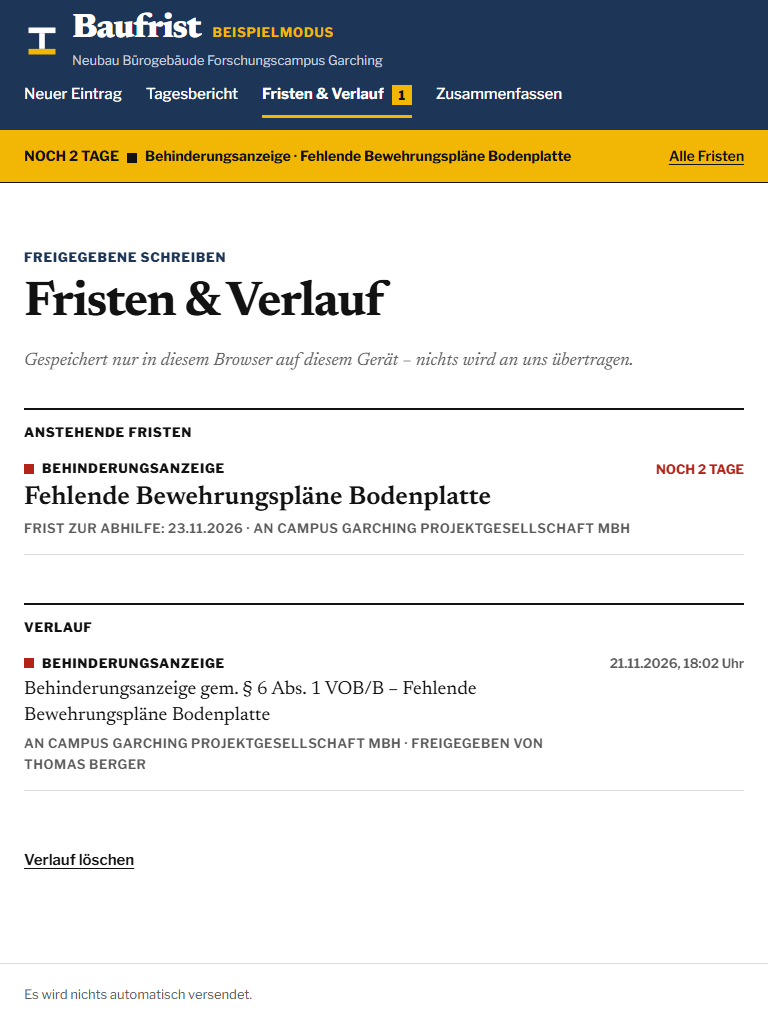 Baufrist BEISPIELMODUS
Neubau Bürogebäude Forschungscampus Garching
Neuer Eintrag Tagesbericht Fristen & Verlauf 1 Zusammenfassen
NOCH 2 TAGE Behinderungsanzeige · Fehlende Bewehrungspläne Bodenplatte Alle Fristen
FREIGEGEBENE SCHREIBEN
Fristen & Verlauf
Gespeichert nur in diesem Browser auf diesem Gerät – nichts wird an uns übertragen.
ANSTEHENDE FRISTEN
BEHINDERUNGSANZEIGE NOCH 2 TAGE
Fehlende Bewehrungspläne Bodenplatte
FRIST ZUR ABHILFE: 23.11.2026 · AN CAMPUS GARCHING PROJEKTGESELLSCHAFT MBH
VERLAUF
BEHINDERUNGSANZEIGE 21.11.2026, 18:02 Uhr
Behinderungsanzeige gem. § 6 Abs. 1 VOB/B – Fehlende
Bewehrungspläne Bodenplatte
AN CAMPUS GARCHING PROJEKTGESELLSCHAFT MBH · FREIGEGEBEN VON
THOMAS BERGER
Verlauf löschen
Es wird nichts automatisch versendet.